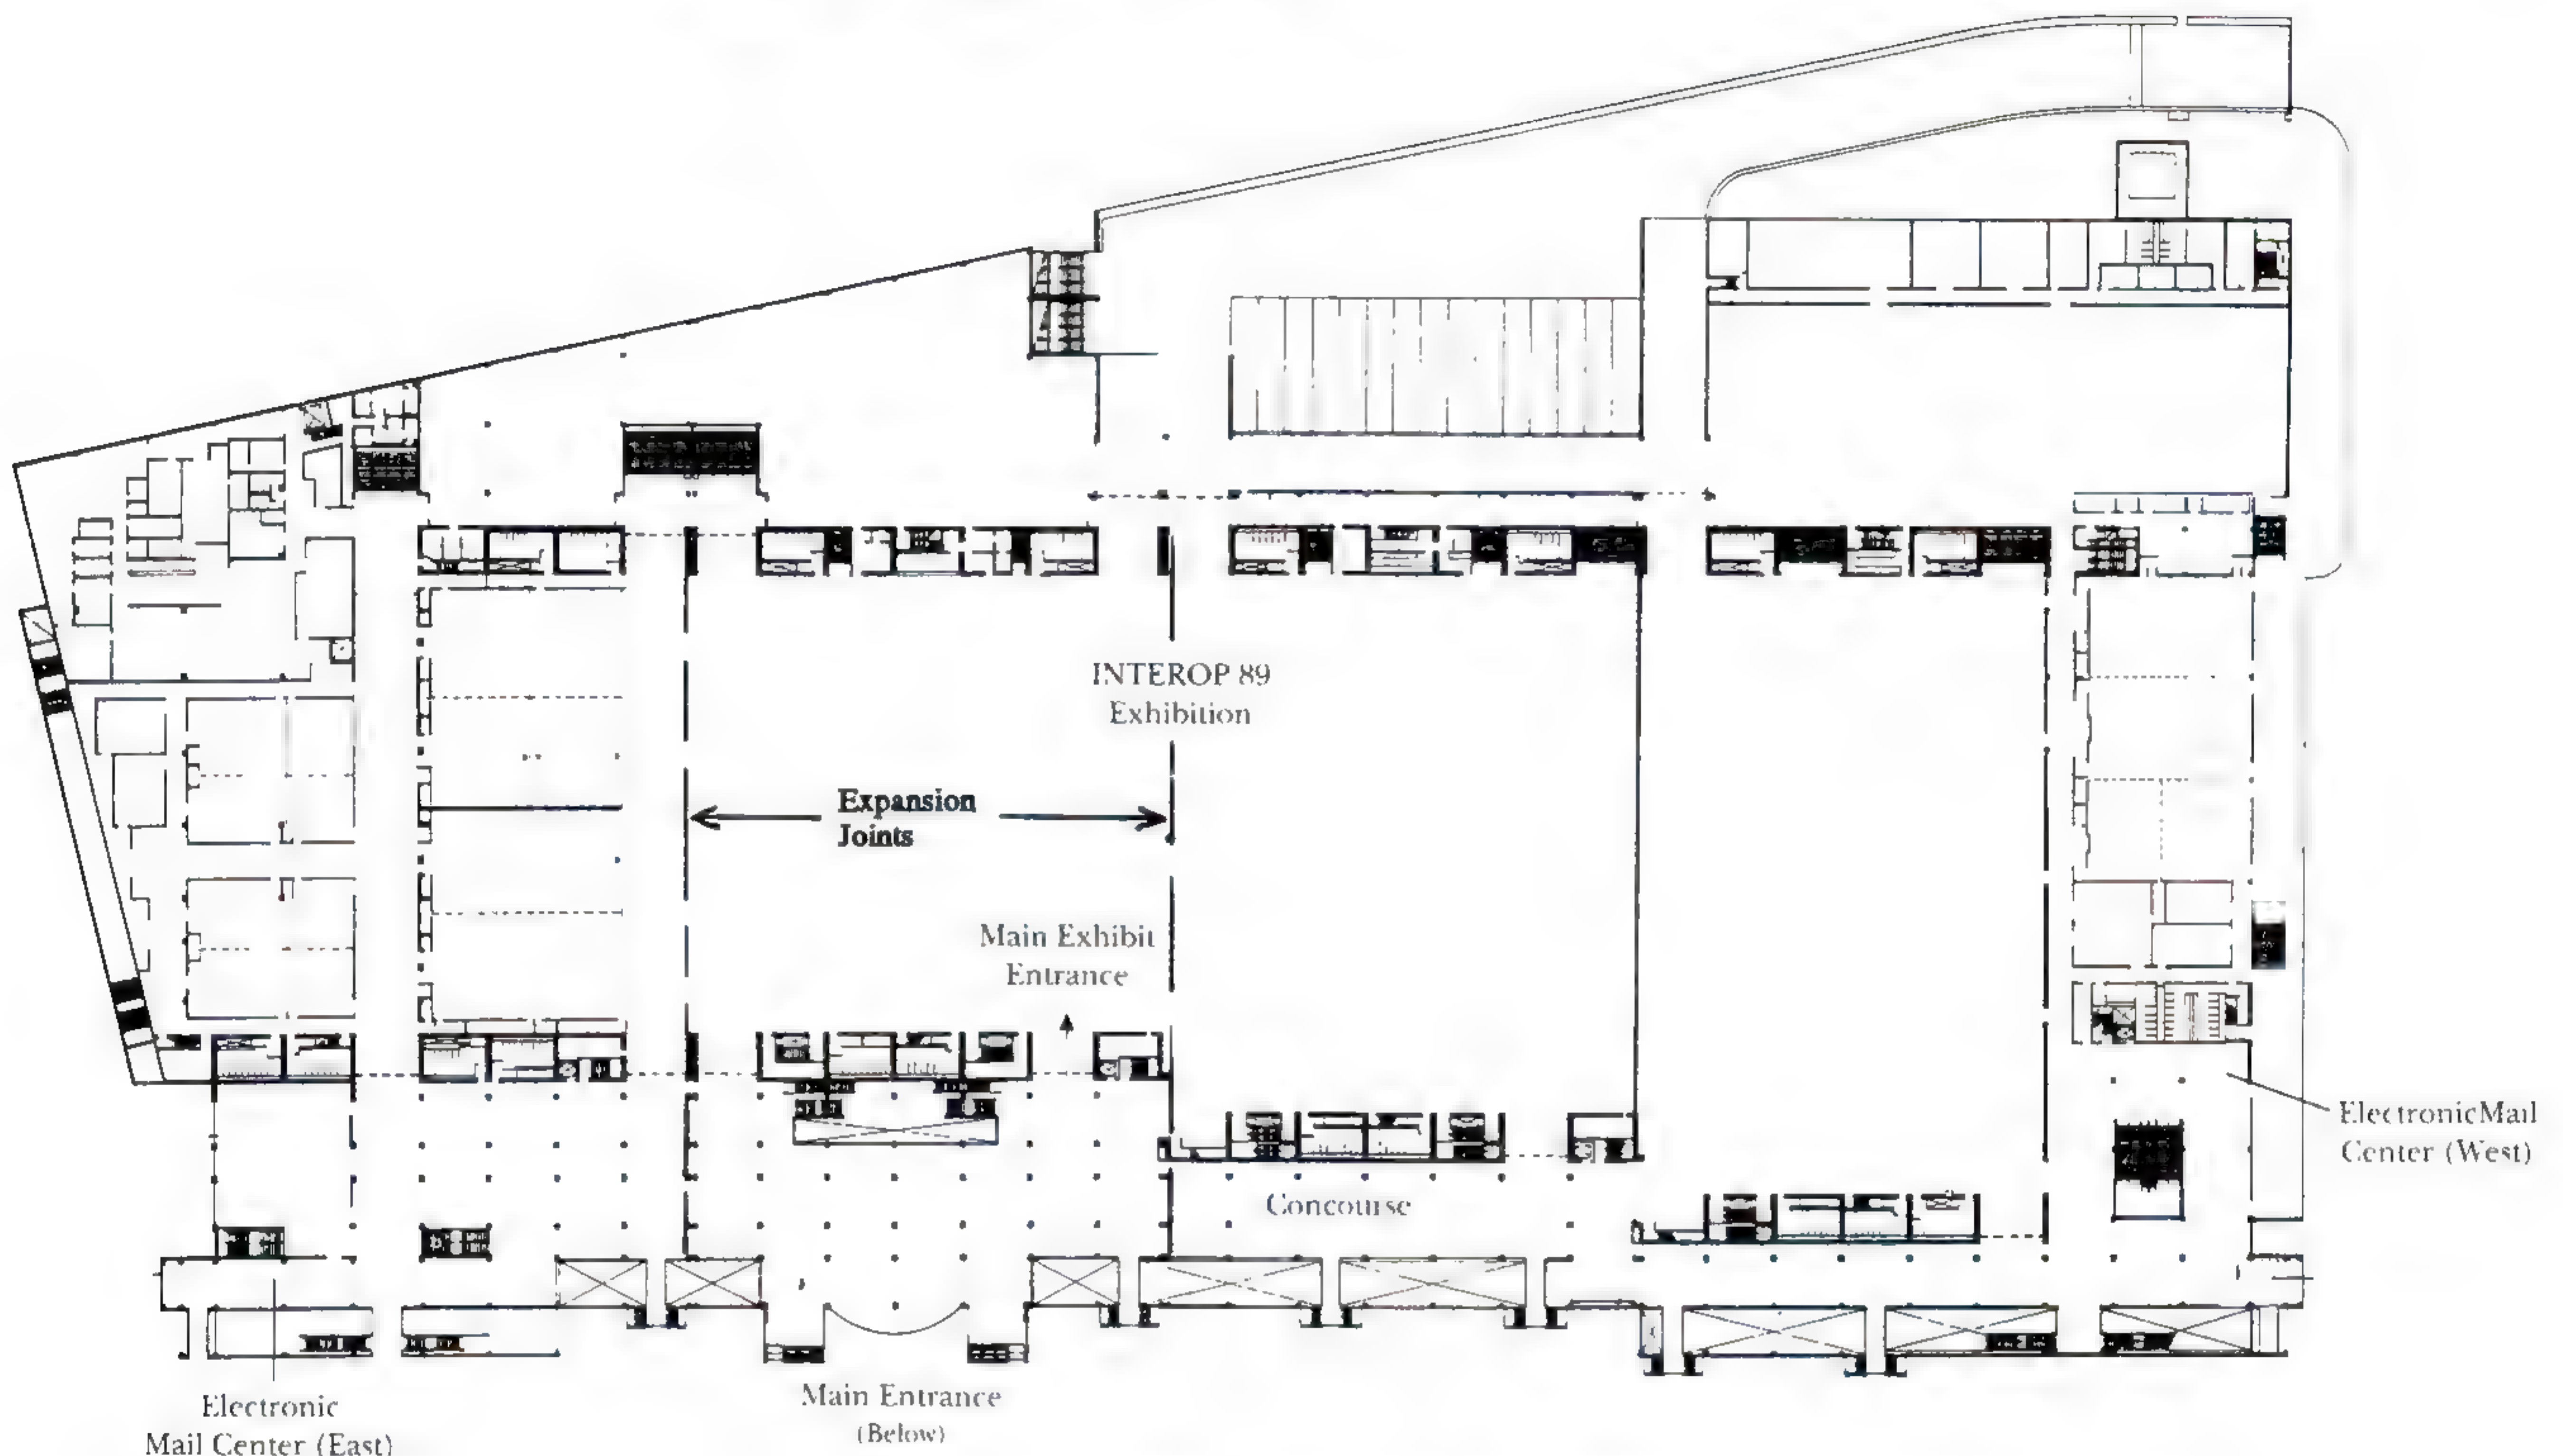 INTEROP 89
Exhibition
Expansion
Joints
Main Exhibit
Entrance
Concourse
ElectronicMail
Center (West)
Main Entrance
(Below)
Electronic
Mail Center (East)